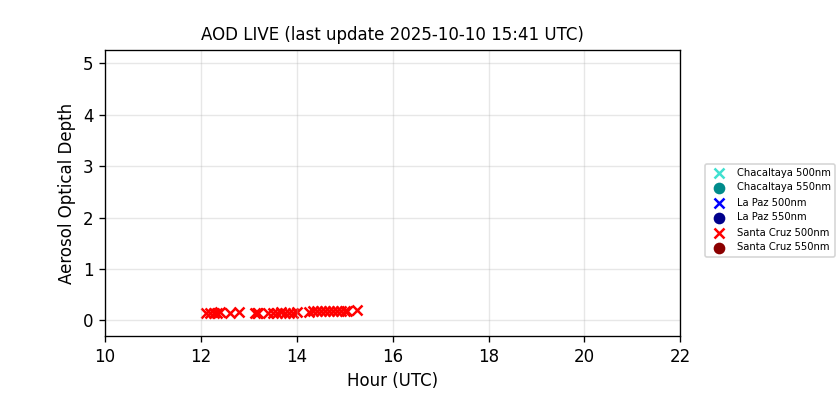 AOD LIVE (last update 2025-10-10 15:41 UTC)
Aerosol Optical Depth
5
4
3
2
1
0
10 12 14 16 18 20 22
Hour (UTC)
Chacaltaya 500nm
Chacaltaya 550nm
La Paz 500nm
La Paz 550nm
Santa Cruz 500nm
Santa Cruz 550nm